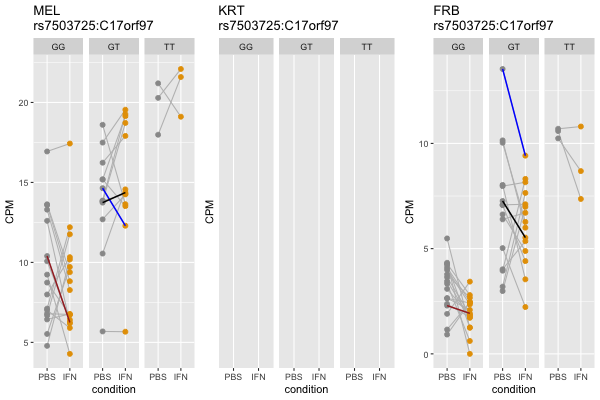 MEL
rs7503725:C17orf97
GG GT TT
CPM
20
15
10
5
PBS IFN PBS IFN PBS IFN
condition
KRT
rs7503725:C17orf97
GG GT TT
CPM
PBS IFN PBS IFN PBS IFN
condition
FRB
rs7503725:C17orf97
GG GT TT
CPM
10
5
0
PBS IFN PBS IFN PBS IFN
condition